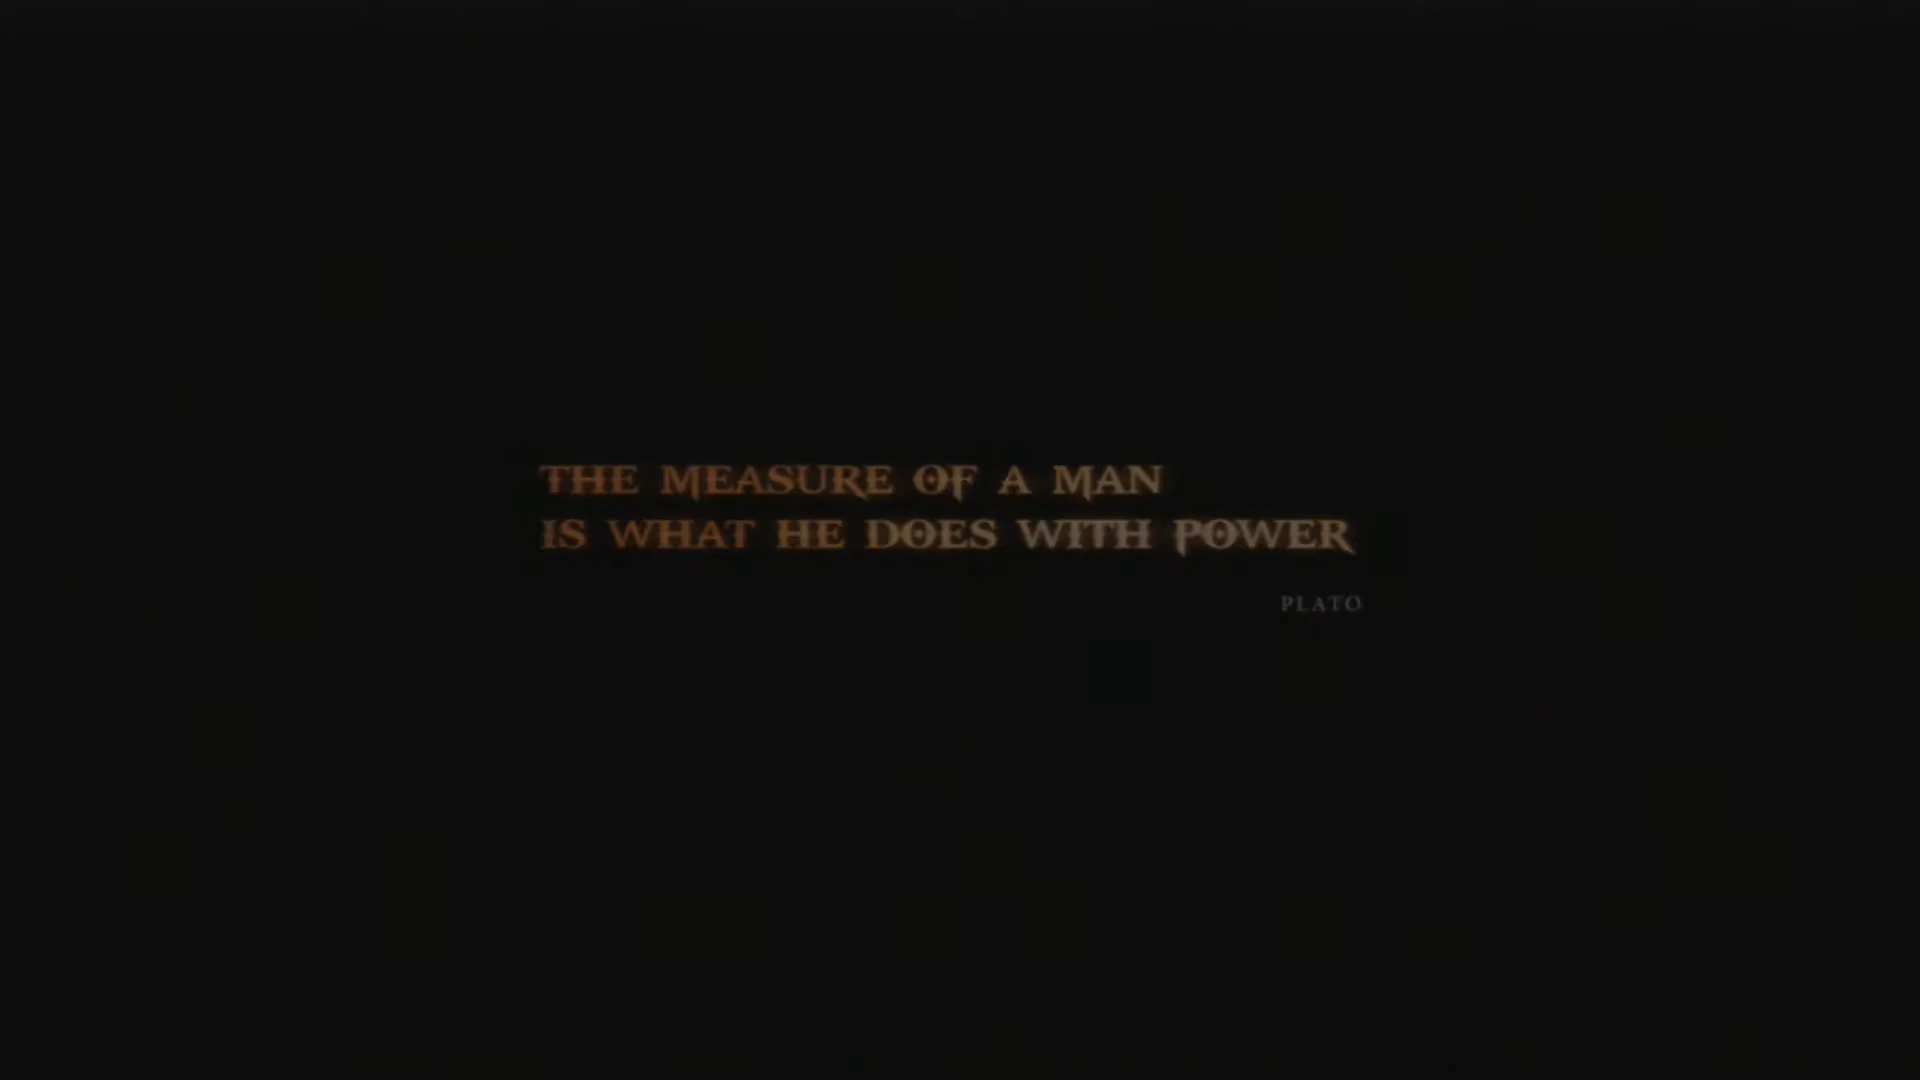 THE MEASURE OF A MAN
IS WHAT HE DOES WITH POWER
PLATO